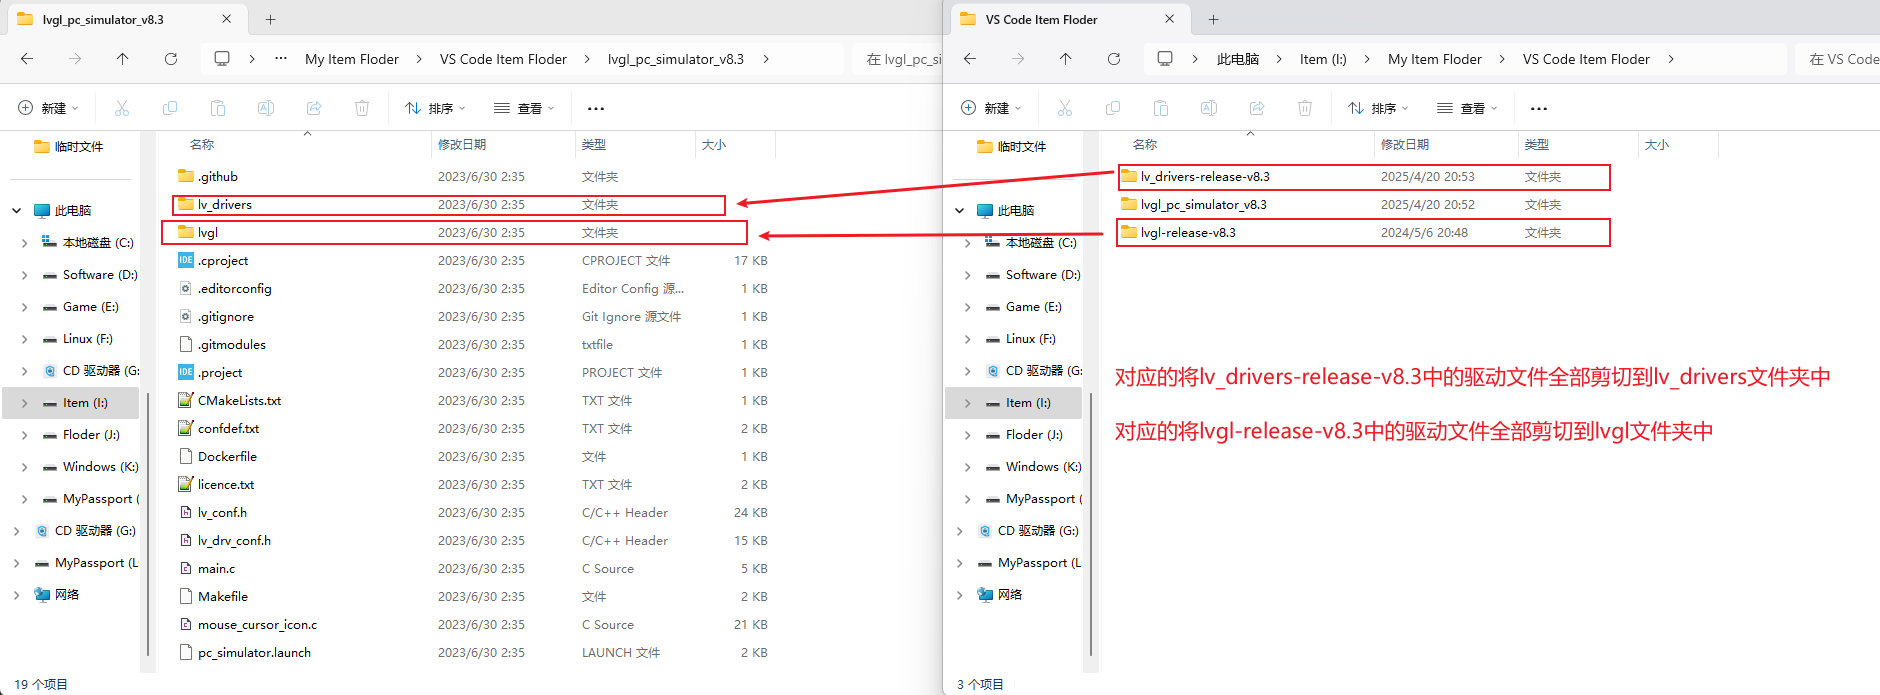 lvgl_pc_simulator_v8.3
My Item Floder
VS Code Item Floder
lvgl_pc_simulator_v8.3
在 lvgl_pc_si
新建
排序
查看
临时文件
此电脑
本地磁盘 (C:)
Software (D:)
Game (E:)
Linux (F:)
CD 驱动器 (G:
Item (I:)
Floder (J:)
Windows (K:)
MyPassport (
CD 驱动器 (G:)
MyPassport (L
网络
名称 修改日期 类型 大小
.github 2023/6/30 2:35 文件夹
lv_drivers 2023/6/30 2:35 文件夹
lvgl 2023/6/30 2:35 文件夹
.cproject 2023/6/30 2:35 CPROJECT 文件 17 KB
.editorconfig 2023/6/30 2:35 Editor Config 源... 1 KB
.gitignore 2023/6/30 2:35 Git Ignore 源文件 1 KB
.gitmodules 2023/6/30 2:35 txtfile 1 KB
.project 2023/6/30 2:35 PROJECT 文件 1 KB
CMakeLists.txt 2023/6/30 2:35 TXT 文件 1 KB
confdef.txt 2023/6/30 2:35 TXT 文件 2 KB
Dockerfile 2023/6/30 2:35 文件 1 KB
licence.txt 2023/6/30 2:35 TXT 文件 2 KB
lv_conf.h 2023/6/30 2:35 C/C++ Header 24 KB
lv_drv_conf.h 2023/6/30 2:35 C/C++ Header 15 KB
main.c 2023/6/30 2:35 C Source 5 KB
Makefile 2023/6/30 2:35 文件 2 KB
mouse_cursor_icon.c 2023/6/30 2:35 C Source 21 KB
pc_simulator.launch 2023/6/30 2:35 LAUNCH 文件 2 KB
19 个项目
VS Code Item Floder
此电脑
Item (I:)
My Item Floder
VS Code Item Floder
在 VS Code
新建
排序
查看
临时文件
此电脑
本地磁盘 (C:)
Software (D:)
Game (E:)
Linux (F:)
CD 驱动器 (G:
Item (I:)
Floder (J:)
Windows (K:)
MyPassport (
CD 驱动器 (G:)
MyPassport (L
网络
名称 修改日期 类型 大小
lv_drivers-release-v8.3 2025/4/20 20:53 文件夹
lvgl_pc_simulator_v8.3 2025/4/20 20:52 文件夹
lvgl-release-v8.3 2024/5/6 20:48 文件夹
对应的将lv_drivers-release-v8.3中的驱动文件全部剪切到lv_drivers文件夹中
对应的将lvgl-release-v8.3中的驱动文件全部剪切到lvgl文件夹中
3 个项目